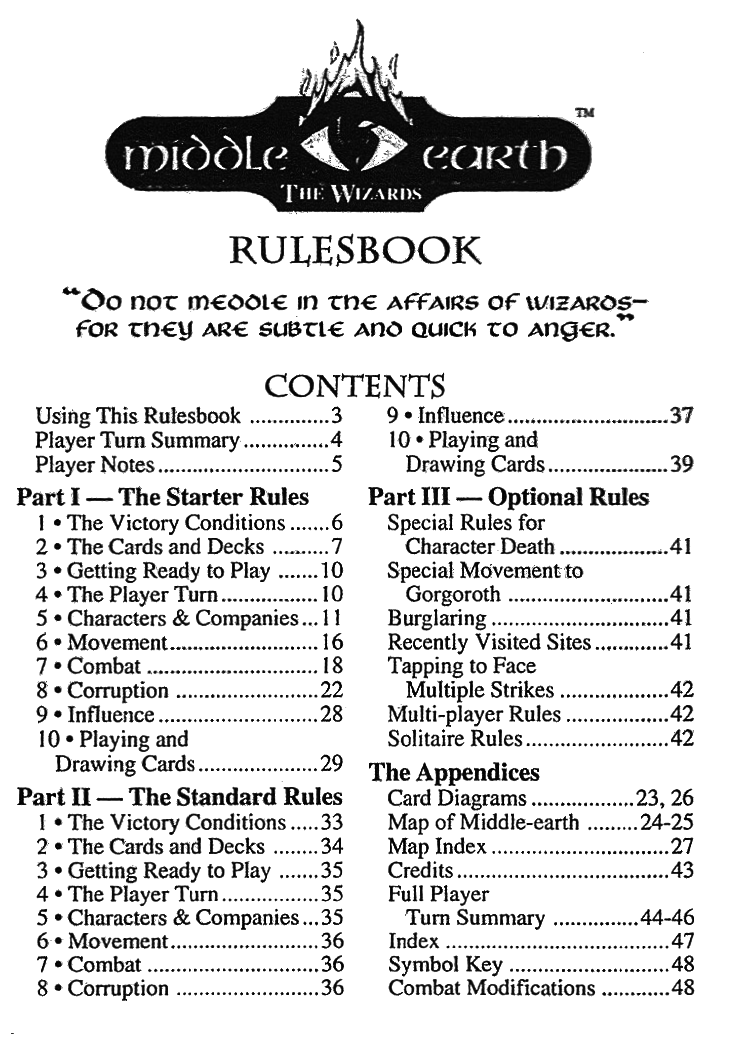 middle earth™
THE WIZARDS
RULESBOOK
“Do not meddle in the affairs of wizards–
for they are subtle and quick to anger.”
CONTENTS
Using This Rulesbook .............3
Player Turn Summary..............4
Player Notes............................5
Part I — The Starter Rules
1 • The Victory Conditions .......6
2 • The Cards and Decks ..........7
3 • Getting Ready to Play .......10
4 • The Player Turn................10
5 • Characters & Companies...11
6 • Movement.........................16
7 • Combat ............................18
8 • Corruption .......................22
9 • Influence..........................28
10 • Playing and
Drawing Cards....................29
Part II — The Standard Rules
1 • The Victory Conditions .....33
2 • The Cards and Decks ........34
3 • Getting Ready to Play .......35
4 • The Player Turn................35
5 • Characters & Companies...35
6 • Movement.........................36
7 • Combat ............................36
8 • Corruption .......................36
9 • Influence...........................37
10 • Playing and
Drawing Cards....................39
Part III — Optional Rules
Special Rules for
Character Death ..................41
Special Movement to
Gorgoroth ..........................41
Burglaring .............................41
Recently Visited Sites............41
Tapping to Face
Multiple Strikes ..................42
Multi-player Rules .................42
Solitaire Rules........................42
The Appendices
Card Diagrams .................23, 26
Map of Middle-earth .........24-25
Map Index..............................27
Credits...................................43
Full Player
Turn Summary ..............44-46
Index .....................................47
Symbol Key ...........................48
Combat Modifications ............48